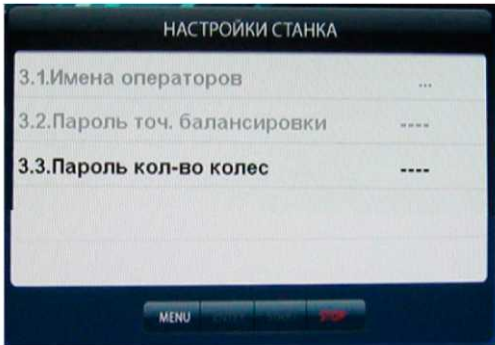 НАСТРОЙКИ СТАНКА
3.1.Имена операторов ...
3.2.Пароль точ. балансировки ----
3.3.Пароль кол-во колес ----
MENU ENTER STOP